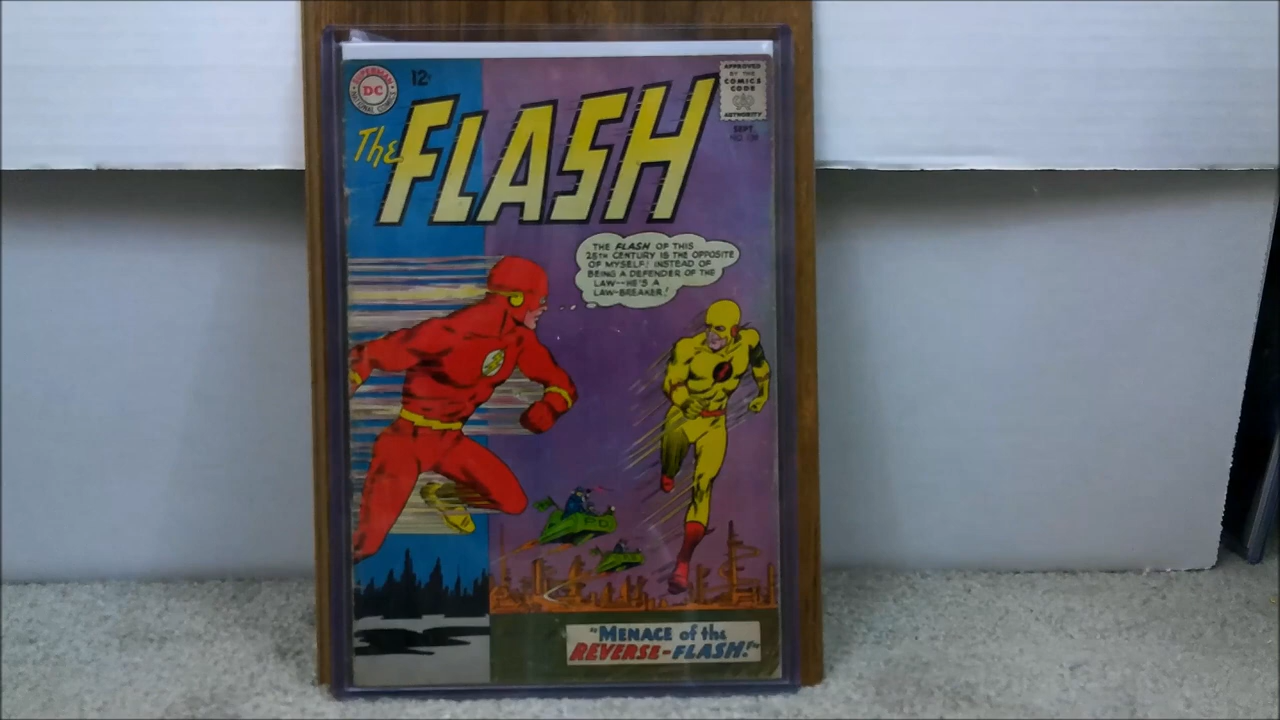 SUPERMAN
DC
NATIONAL COMICS
12¢
APPROVED
BY THE
COMICS
CODE
AUTHORITY
SEPT.
The FLASH
THE FLASH OF THIS
25TH CENTURY IS THE OPPOSITE
OF MYSELF! INSTEAD OF
BEING A DEFENDER OF THE
LAW--HE'S A
LAW-BREAKER!
P.D.
"MENACE of the
REVERSE-FLASH!"